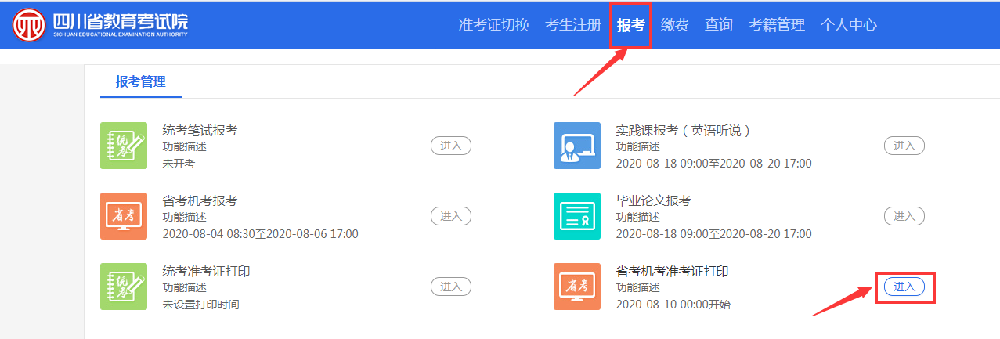 四川省教育考试院
SICHUAN EDUCATIONAL EXAMINATION AUTHORITY
准考证切换 考生注册 报考 缴费 查询 考籍管理 个人中心
报考管理
统考
统考笔试报考
功能描述
未开考
进入
实践课报考（英语听说）
功能描述
2020-08-18 09:00至2020-08-20 17:00
进入
省考
省考机考报考
功能描述
2020-08-04 08:30至2020-08-06 17:00
进入
毕业论文报考
功能描述
2020-08-18 09:00至2020-08-20 17:00
进入
统考
统考准考证打印
功能描述
未设置打印时间
进入
省考
省考机考准考证打印
功能描述
2020-08-10 00:00开始
进入